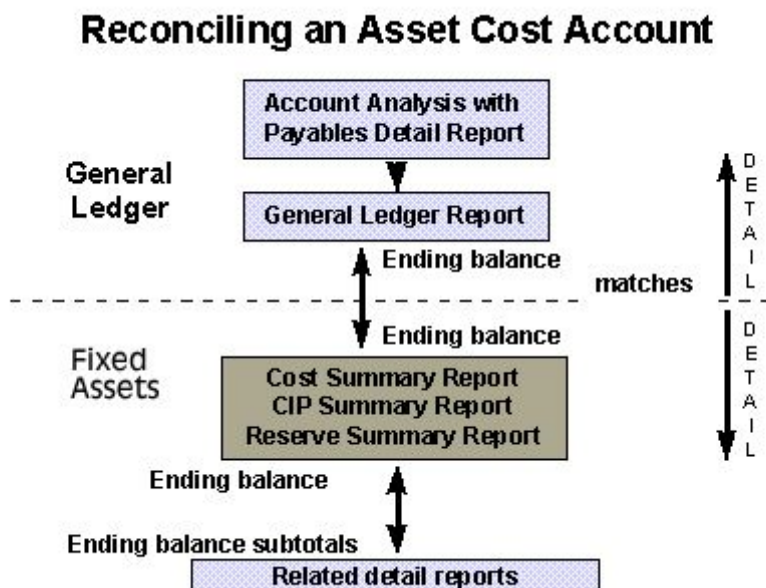 Reconciling an Asset Cost Account
Account Analysis with
Payables Detail Report
General
Ledger
General Ledger Report
Ending balance
matches
DETAIL
Ending balance
DETAIL
Fixed
Assets
Cost Summary Report
CIP Summary Report
Reserve Summary Report
Ending balance
Ending balance subtotals
Related detail reports